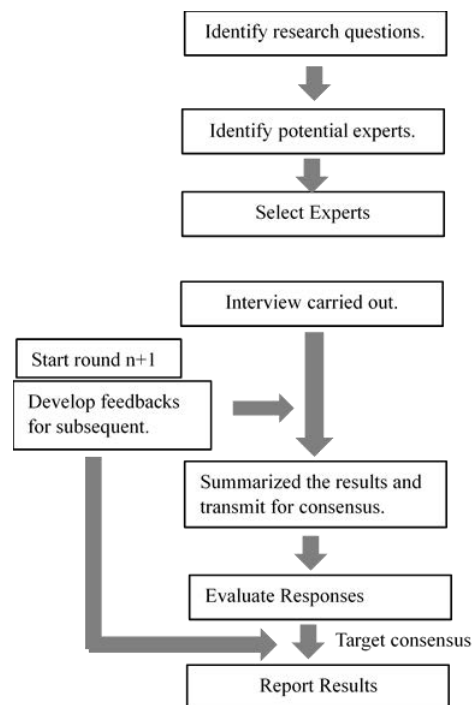 Identify research questions.
Identify potential experts.
Select Experts
Interview carried out.
Start round n+1
Develop feedbacks
for subsequent.
Summarized the results and
transmit for consensus.
Evaluate Responses
Target consensus
Report Results